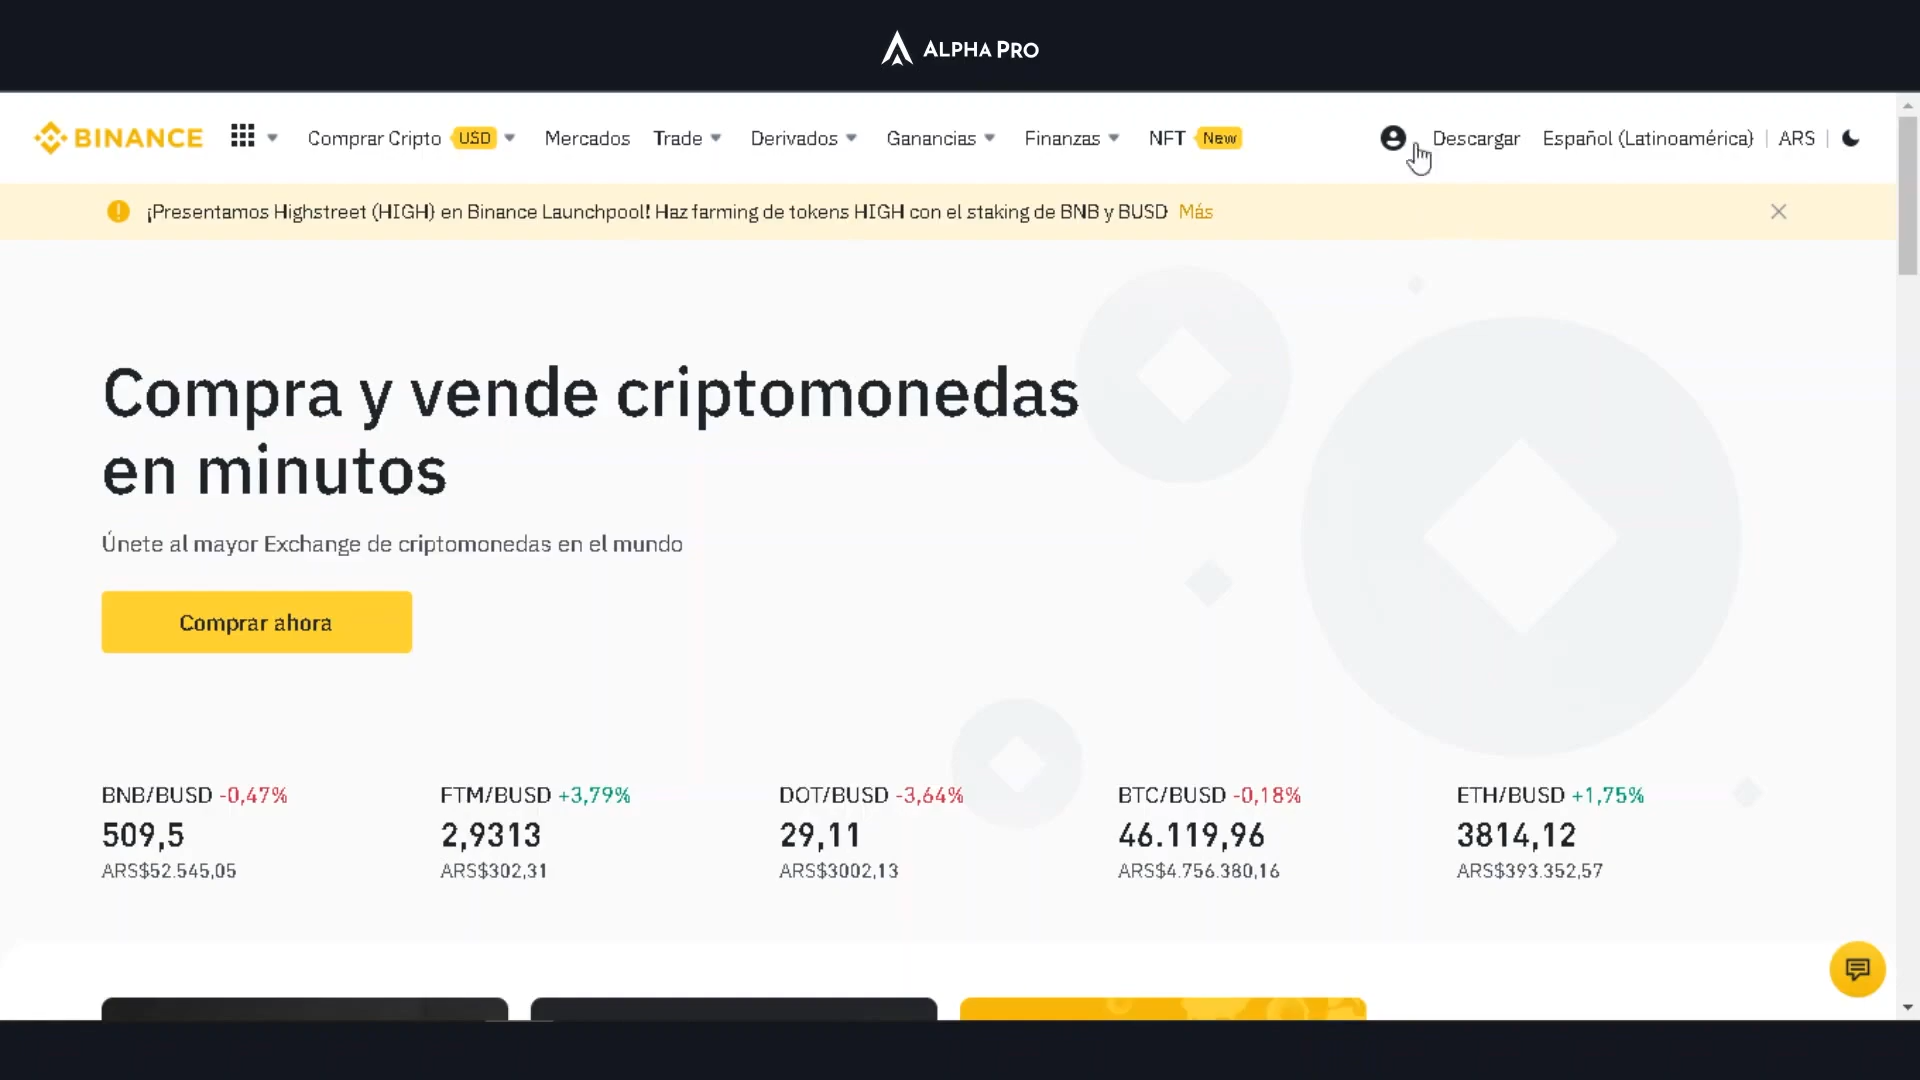 ALPHA PRO
BINANCE
Comprar Cripto USD Mercados Trade Derivados Ganancias Finanzas NFT New Descargar Español (Latinoamérica) | ARS |
¡Presentamos Highstreet (HIGH) en Binance Launchpool! Haz farming de tokens HIGH con el staking de BNB y BUSD Más
Compra y vende criptomonedas
en minutos
Únete al mayor Exchange de criptomonedas en el mundo
Comprar ahora
BNB/BUSD -0,47%
509,5
ARS$52.545,05
FTM/BUSD +3,79%
2,9313
ARS$302,31
DOT/BUSD -3,64%
29,11
ARS$3002,13
BTC/BUSD -0,18%
46.119,96
ARS$4.756.380,16
ETH/BUSD +1,75%
3814,12
ARS$393.352,57